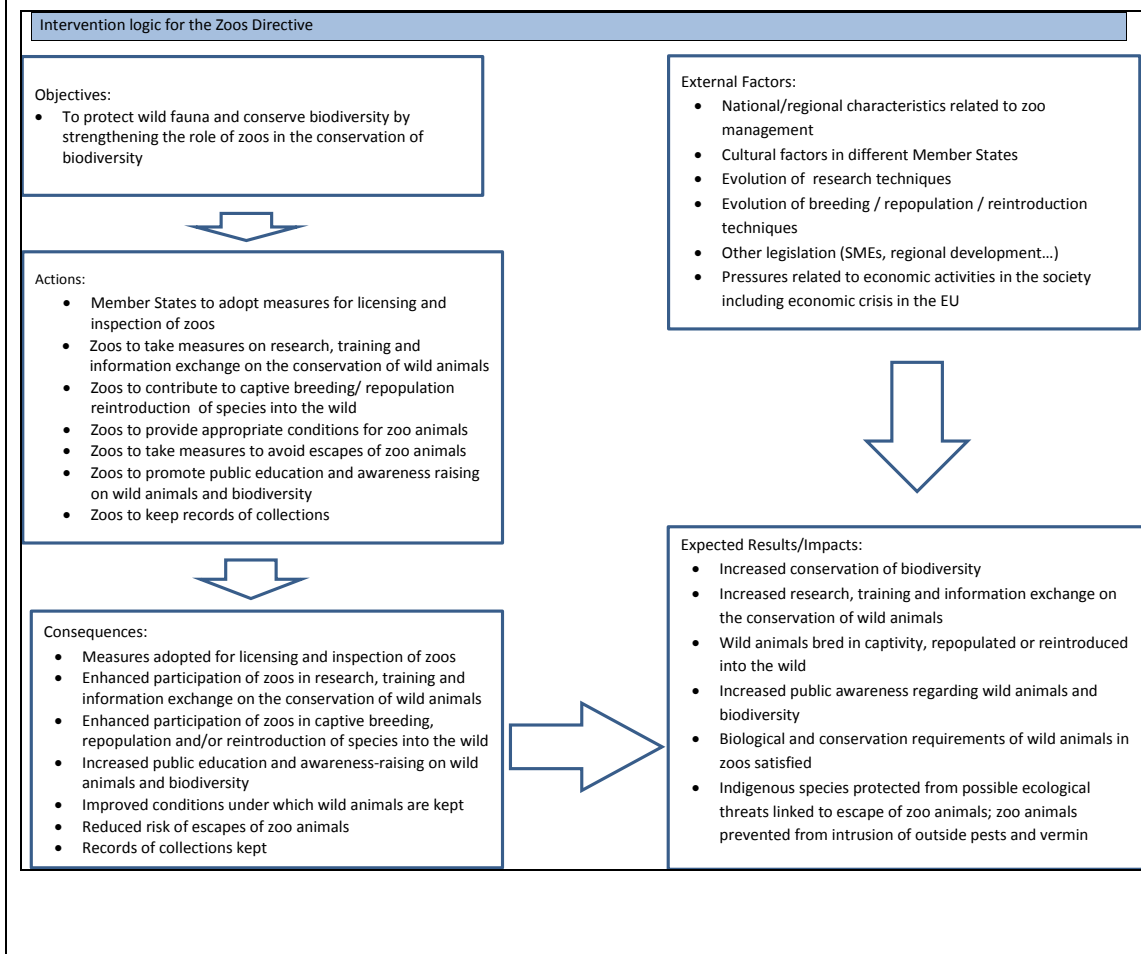 Intervention logic for the Zoos Directive
Objectives:
• To protect wild fauna and conserve biodiversity by
strengthening the role of zoos in the conservation of
biodiversity
Actions:
• Member States to adopt measures for licensing and
inspection of zoos
• Zoos to take measures on research, training and
information exchange on the conservation of wild animals
• Zoos to contribute to captive breeding/ repopulation
reintroduction of species into the wild
• Zoos to provide appropriate conditions for zoo animals
• Zoos to take measures to avoid escapes of zoo animals
• Zoos to promote public education and awareness raising
on wild animals and biodiversity
• Zoos to keep records of collections
Consequences:
• Measures adopted for licensing and inspection of zoos
• Enhanced participation of zoos in research, training and
information exchange on the conservation of wild animals
• Enhanced participation of zoos in captive breeding,
repopulation and/or reintroduction of species into the wild
• Increased public education and awareness-raising on wild
animals and biodiversity
• Improved conditions under which wild animals are kept
• Reduced risk of escapes of zoo animals
• Records of collections kept
External Factors:
• National/regional characteristics related to zoo
management
• Cultural factors in different Member States
• Evolution of research techniques
• Evolution of breeding / repopulation / reintroduction
techniques
• Other legislation (SMEs, regional development…)
• Pressures related to economic activities in the society
including economic crisis in the EU
Expected Results/Impacts:
• Increased conservation of biodiversity
• Increased research, training and information exchange on
the conservation of wild animals
• Wild animals bred in captivity, repopulated or reintroduced
into the wild
• Increased public awareness regarding wild animals and
biodiversity
• Biological and conservation requirements of wild animals in
zoos satisfied
• Indigenous species protected from possible ecological
threats linked to escape of zoo animals; zoo animals
prevented from intrusion of outside pests and vermin